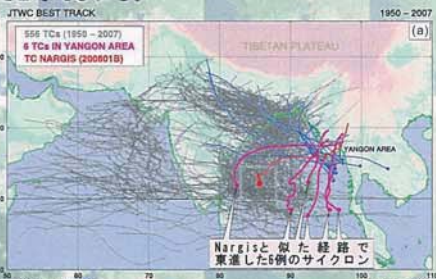 JTWC BEST TRACK 1950 - 2007
556 TCs (1950 - 2007)
6 TCs IN YANGON AREA
TC NARGIS (200801B)
(a)
TIBETAN PLATEAU
YANGON AREA
Nargisと似た経路で
東進した6例のサイクロン
50 60 70 80 90 100